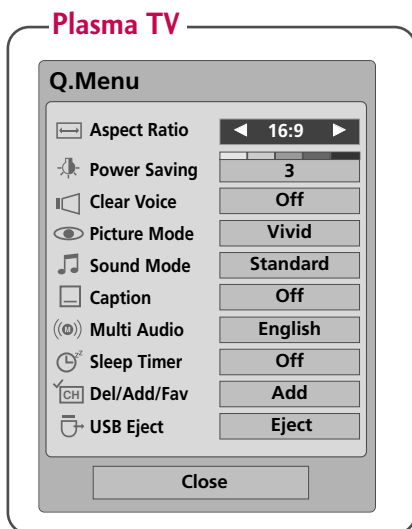 Plasma TV
Q.Menu
Aspect Ratio ◀ 16:9 ▶
Power Saving 3
Clear Voice Off
Picture Mode Vivid
Sound Mode Standard
Caption Off
Multi Audio English
Sleep Timer Off
Del/Add/Fav Add
USB Eject Eject
Close